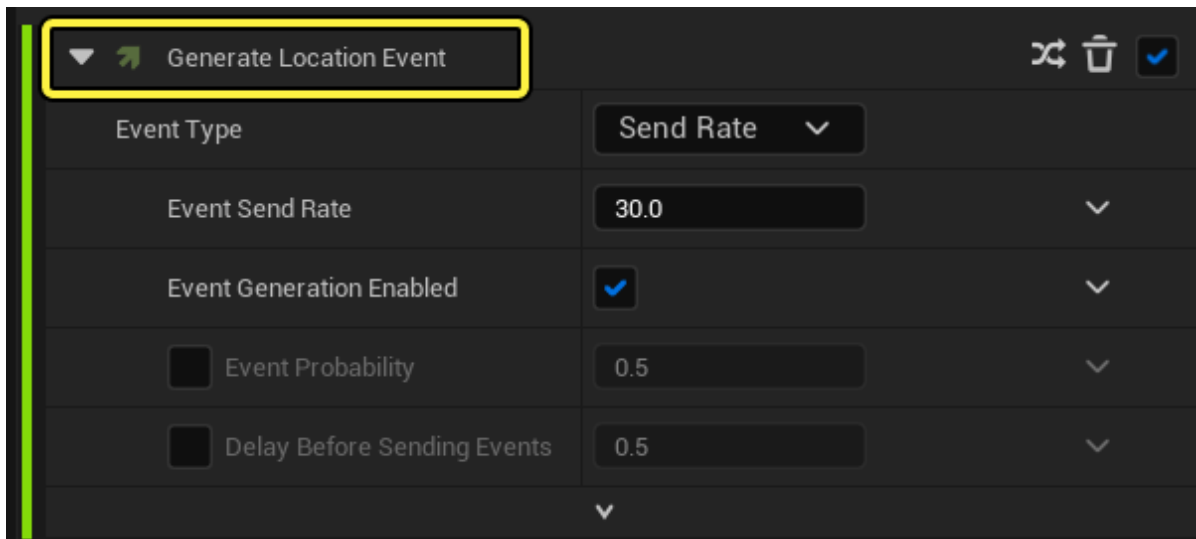 Generate Location Event
Event Type Send Rate
Event Send Rate 30.0
Event Generation Enabled
Event Probability 0.5
Delay Before Sending Events 0.5